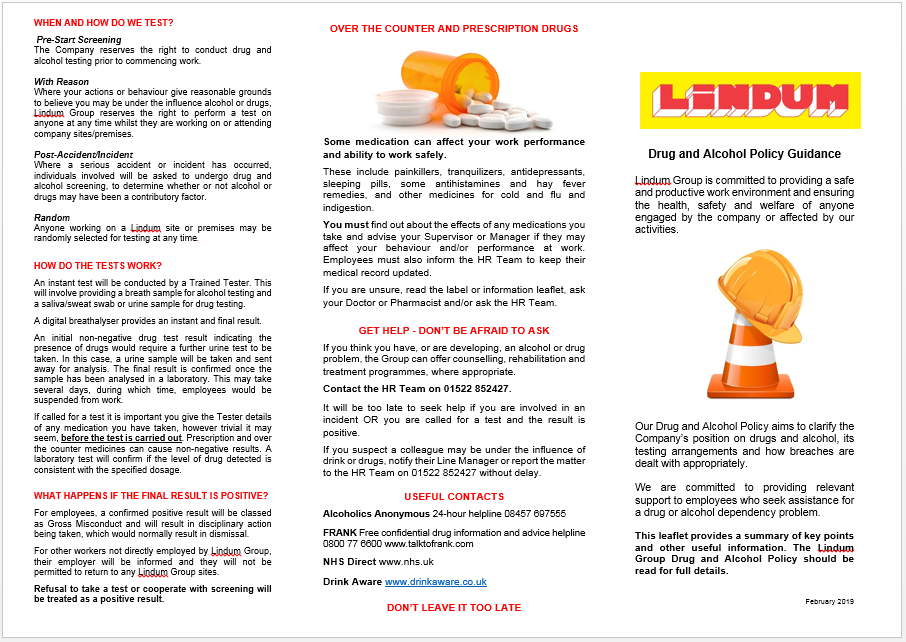 WHEN AND HOW DO WE TEST?
Pre-Start Screening
The Company reserves the right to conduct drug and
alcohol testing prior to commencing work.
With Reason
Where your actions or behaviour give reasonable grounds
to believe you may be under the influence alcohol or drugs,
Lindum Group reserves the right to perform a test on
anyone at any time whilst they are working on or attending
company sites/premises.
Post-Accident/Incident
Where a serious accident or incident has occurred,
individuals involved will be asked to undergo drug and
alcohol screening, to determine whether or not alcohol or
drugs may have been a contributory factor.
Random
Anyone working on a Lindum site or premises may be
randomly selected for testing at any time.
HOW DO THE TESTS WORK?
An instant test will be conducted by a Trained Tester. This
will involve providing a breath sample for alcohol testing and
a saliva/sweat swab or urine sample for drug testing.
A digital breathalyser provides an instant and final result.
An initial non-negative drug test result indicating the
presence of drugs would require a further urine test to be
taken. In this case, a urine sample will be taken and sent
away for analysis. The final result is confirmed once the
sample has been analysed in a laboratory. This may take
several days, during which time, employees would be
suspended from work.
If called for a test it is important you give the Tester details
of any medication you have taken, however trivial it may
seem, before the test is carried out. Prescription and over
the counter medicines can cause non-negative results. A
laboratory test will confirm if the level of drug detected is
consistent with the specified dosage.
WHAT HAPPENS IF THE FINAL RESULT IS POSITIVE?
For employees, a confirmed positive result will be classed
as Gross Misconduct and will result in disciplinary action
being taken, which would normally result in dismissal.
For other workers not directly employed by Lindum Group,
their employer will be informed and they will not be
permitted to return to any Lindum Group sites.
Refusal to take a test or cooperate with screening will
be treated as a positive result.
OVER THE COUNTER AND PRESCRIPTION DRUGS
Some medication can affect your work performance
and ability to work safely.
These include painkillers, tranquilizers, antidepressants,
sleeping pills, some antihistamines and hay fever
remedies, and other medicines for cold and flu and
indigestion.
You must find out about the effects of any medications you
take and advise your Supervisor or Manager if they may
affect your behaviour and/or performance at work.
Employees must also inform the HR Team to keep their
medical record updated.
If you are unsure, read the label or information leaflet, ask
your Doctor or Pharmacist and/or ask the HR Team.
GET HELP - DON'T BE AFRAID TO ASK
If you think you have, or are developing, an alcohol or drug
problem, the Group can offer counselling, rehabilitation and
treatment programmes, where appropriate.
Contact the HR Team on 01522 852427.
It will be too late to seek help if you are involved in an
incident OR you are called for a test and the result is
positive.
If you suspect a colleague may be under the influence of
drink or drugs, notify their Line Manager or report the matter
to the HR Team on 01522 852427 without delay.
USEFUL CONTACTS
Alcoholics Anonymous 24-hour helpline 08457 697555
FRANK Free confidential drug information and advice helpline
0800 77 6600 www.talktofrank.com
NHS Direct www.nhs.uk
Drink Aware www.drinkaware.co.uk
DON'T LEAVE IT TOO LATE
LINDUM
Drug and Alcohol Policy Guidance
Lindum Group is committed to providing a safe
and productive work environment and ensuring
the health, safety and welfare of anyone
engaged by the company or affected by our
activities.
Our Drug and Alcohol Policy aims to clarify the
Company's position on drugs and alcohol, its
testing arrangements and how breaches are
dealt with appropriately.
We are committed to providing relevant
support to employees who seek assistance for
a drug or alcohol dependency problem.
This leaflet provides a summary of key points
and other useful information. The Lindum
Group Drug and Alcohol Policy should be
read for full details.
February 2019